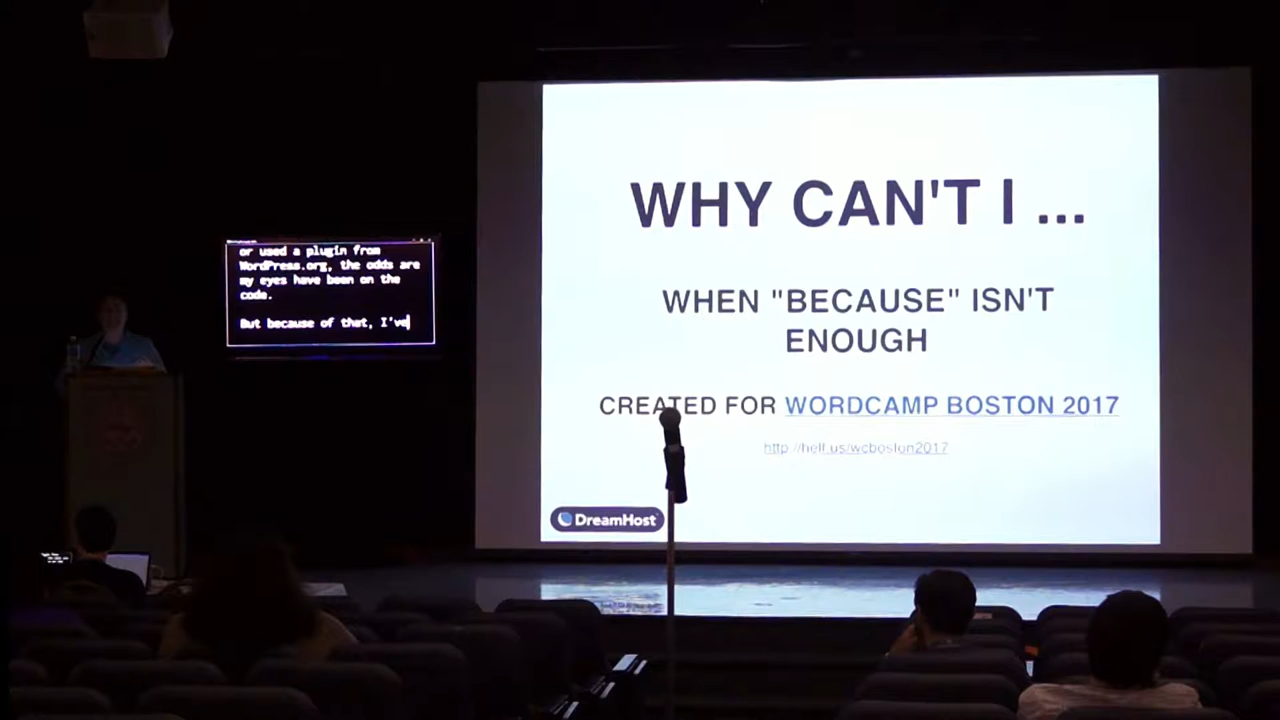 or used a plugin from
WordPress.org, the odds are
my eyes have been on the
code.
But because of that, I've
WHY CAN'T I ...
WHEN "BECAUSE" ISN'T
ENOUGH
CREATED FOR WORDCAMP BOSTON 2017
http://helf.us/wcboston2017
DreamHost